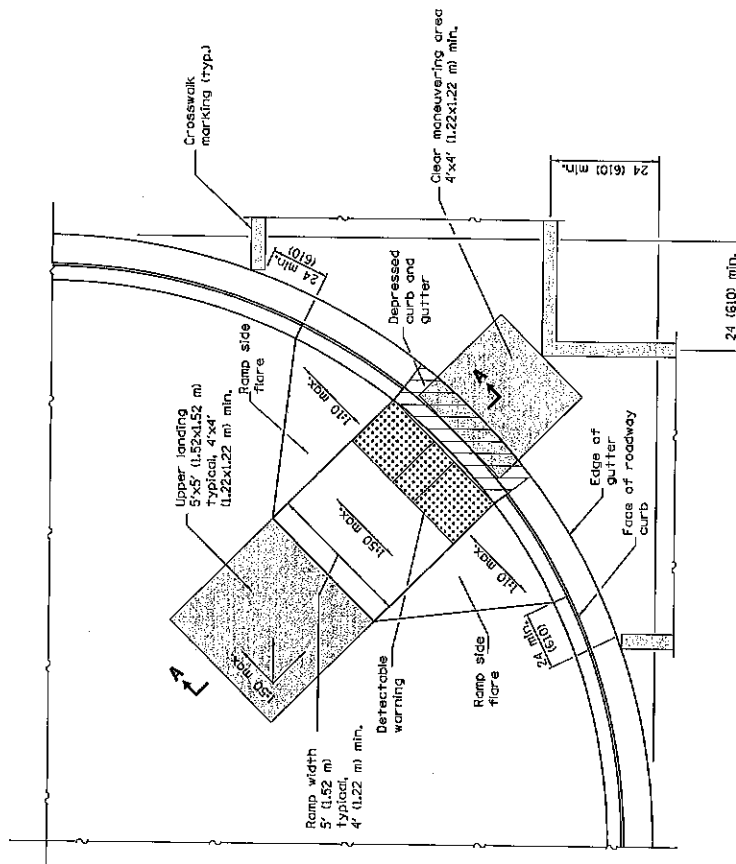 Crosswalk
marking (typ.)
Clear maneuvering area
4'x4' (1.22x1.22 m) min.
24 (610) min.
24 (610) min.
24 min.
(610)
Depressed
curb and
gutter
Ramp side
flare
1:10 max.
Upper landing
5'x5' (1.52x1.52 m)
typical, 4'x4'
(1.22x1.22 m) min.
A
A
1:50 max.
1:50 max.
Edge of
gutter
Face of roadway
curb
1:10 max.
24 min.
(610)
Ramp side
flare
Detectable
warning
Ramp width
5' (1.52 m)
typical,
4' (1.22 m) min.